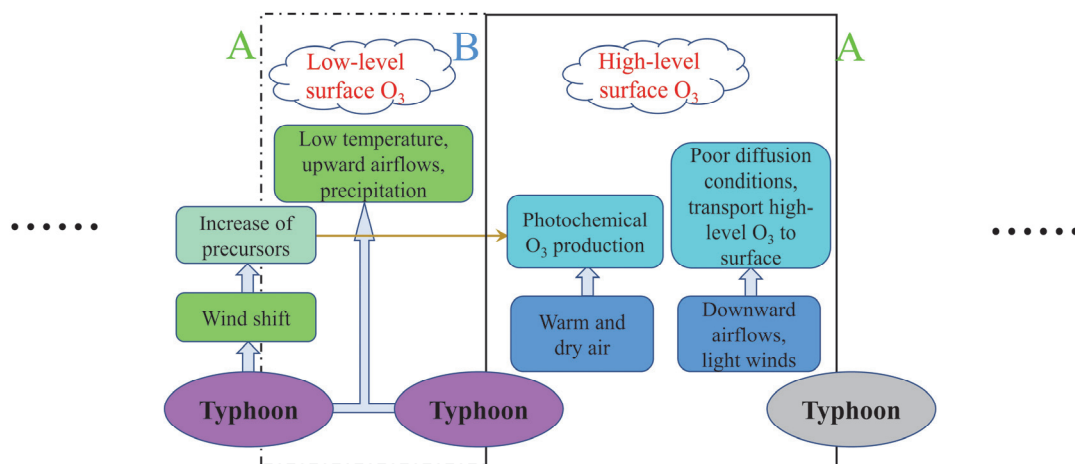 A
B
A
Low-level
surface O₃
High-level
surface O₃
Low temperature,
upward airflows,
precipitation
Poor diffusion
conditions,
transport high-
level O₃ to
surface
......
Increase of
precursors
Photochemical
O₃ production
......
Wind shift
Warm and
dry air
Downward
airflows,
light winds
Typhoon
Typhoon
Typhoon